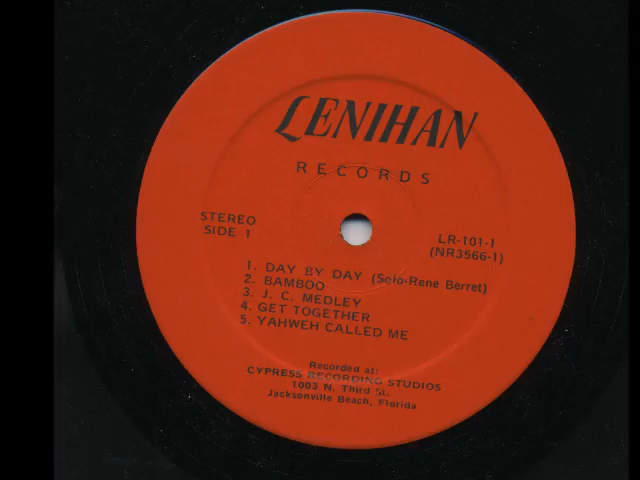 LENIHAN
RECORDS
STEREO
SIDE 1
LR-101-1
(NR3566-1)
1. DAY BY DAY (Solo-Rene Berret)
2. BAMBOO
3. J. C. MEDLEY
4. GET TOGETHER
5. YAHWEH CALLED ME
Recorded at:
CYPRESS RECORDING STUDIOS
1003 N. Third St.
Jacksonville Beach, Florida